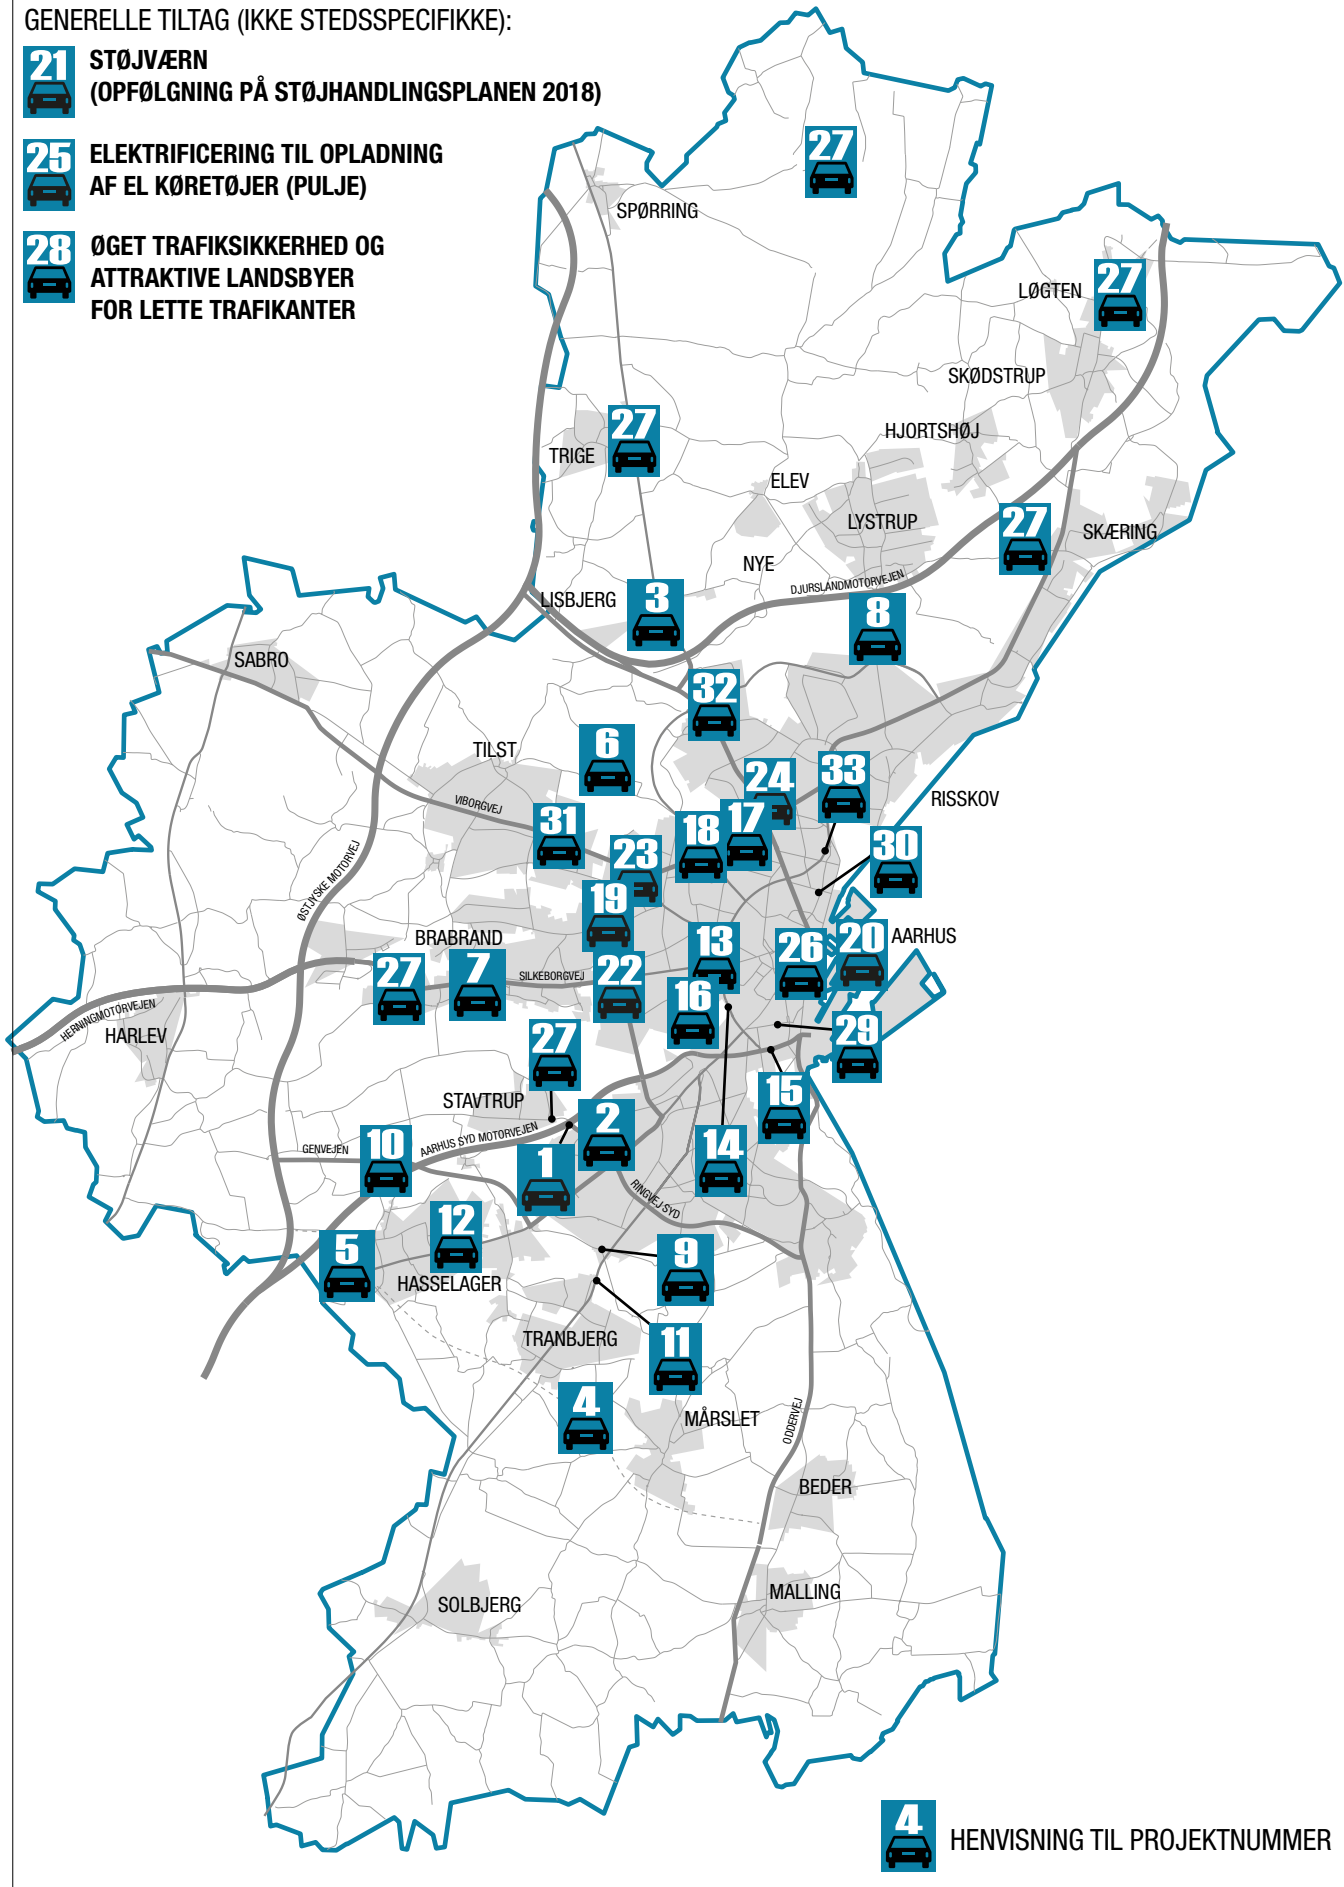 GENERELLE TILTAG (IKKE STEDSSPECIFIKKE):
21 STØJVÆRN
(OPFØLGNING PÅ STØJHANDLINGSPLANEN 2018)
25 ELEKTRIFICERING TIL OPLADNING
AF EL KØRETØJER (PULJE)
28 ØGET TRAFIKSIKKERHED OG
ATTRAKTIVE LANDSBYER
FOR LETTE TRAFIKANTER
27
SPØRRING
27
LØGTEN
SKØDSTRUP
27
HJORTSHØJ
TRIGE
ELEV
LYSTRUP
27
SKÆRING
NYE
DJURSLANDMOTORVEJEN
LISBJERG
3
8
SABRO
32
6
TILST
24
33
RISSKOV
VIBORGVEJ
31
18
17
23
30
ØSTJYSKE MOTORVEJ
19
BRABRAND
13
26
20
AARHUS
27
7
SILKEBORGVEJ
22
16
HERNINGMOTORVEJEN
HARLEV
27
29
STAVTRUP
15
2
AARHUS SYD MOTORVEJEN
GENVEJEN
10
1
14
RINGVEJ SYD
12
5
9
HASSELAGER
TRANBJERG
11
4
MÅRSLET
ODDERVEJ
BEDER
MALLING
SOLBJERG
4
HENVISNING TIL PROJEKTNUMMER